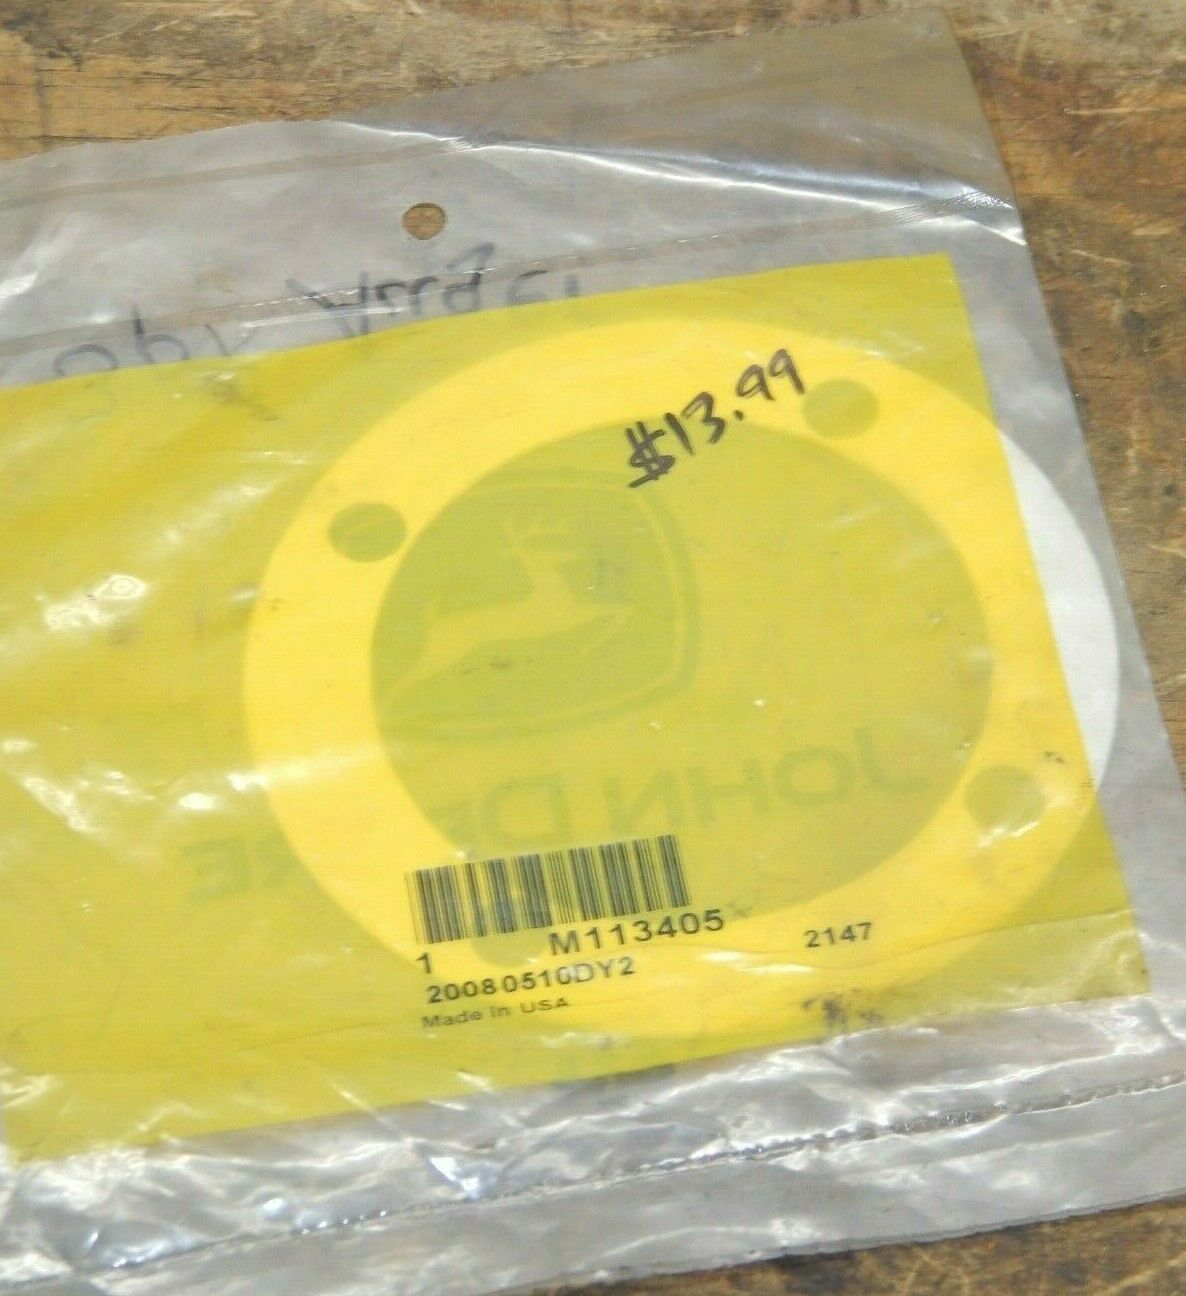 $13.99
JOHN DEERE
M113405
1
2147
20080510DY2
Made In USA